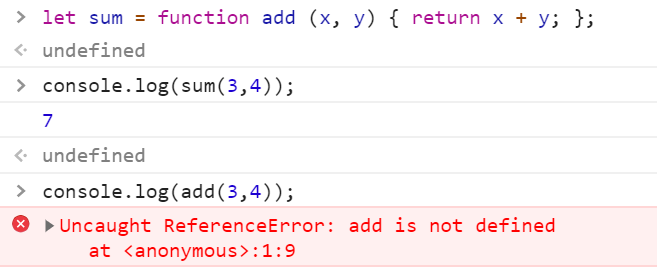 > let sum = function add (x, y) { return x + y; };
<· undefined
> console.log(sum(3,4));
7
<· undefined
> console.log(add(3,4));
▶Uncaught ReferenceError: add is not defined
at <anonymous>:1:9